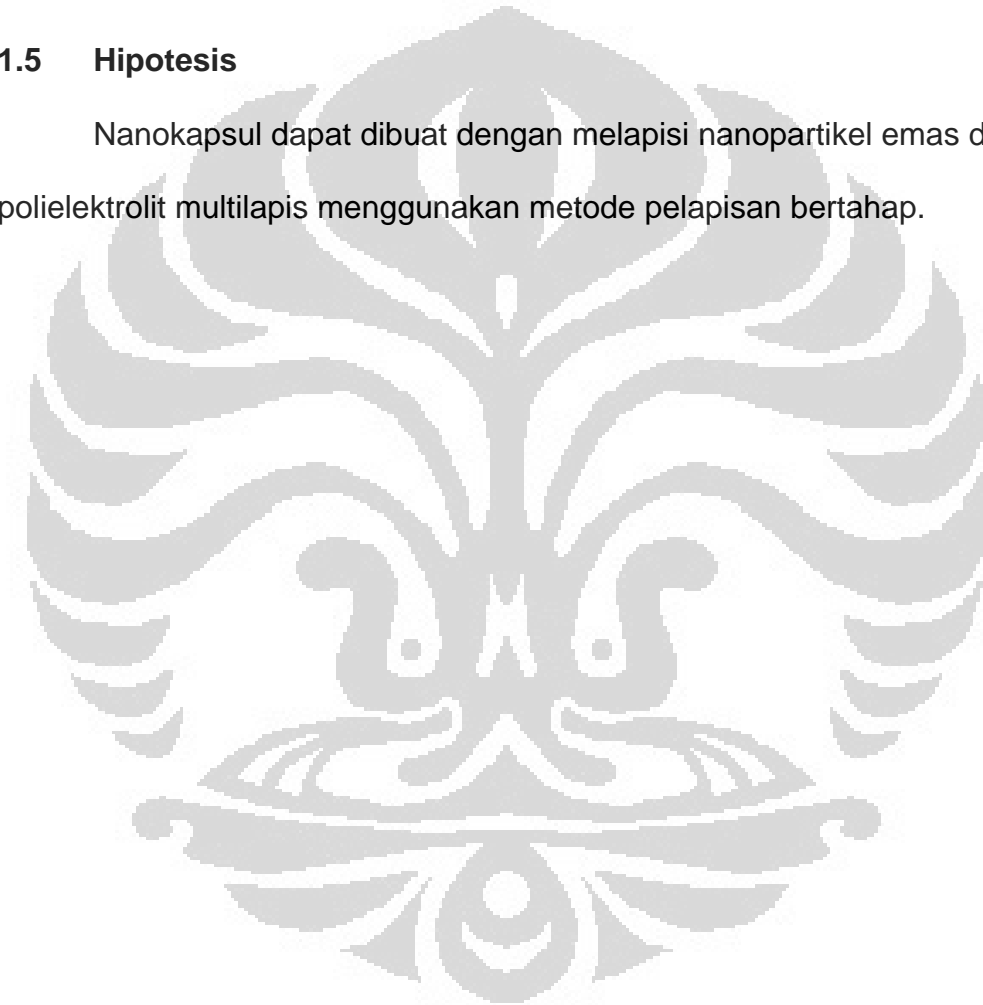 1.5 Hipotesis
Nanokapsul dapat dibuat dengan melapisi nanopartikel emas d
polielektrolit multilapis menggunakan metode pelapisan bertahap.